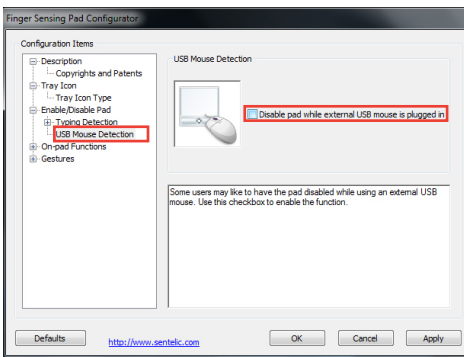 Finger Sensing Pad Configurator
Configuration Items
Description
Copyrights and Patents
Tray Icon
Tray Icon Type
Enable/Disable Pad
Typing Detection
USB Mouse Detection
On-pad Functions
Gestures
USB Mouse Detection
Disable pad while external USB mouse is plugged in
Some users may like to have the pad disabled while using an external USB
mouse. Use this checkbox to enable the function.
Defaults
http://www.sentelic.com
OK
Cancel
Apply